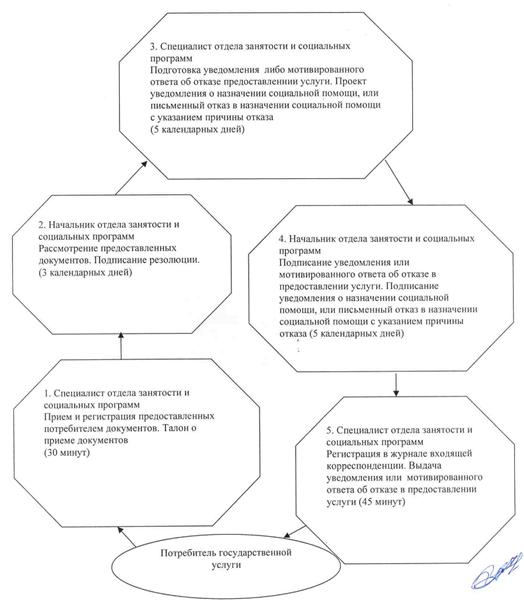 3. Специалист отдела занятости и социальных
программ
Подготовка уведомления либо мотивированного
ответа об отказе предоставлениии услуги. Проект
уведомления о назначении социальной помощи, или
письменный отказ в назначении социальной помощи
с указанием причины отказа
(5 календарных дней)
2. Начальник отдела занятости и
социальных программ
Рассмотрение предоставленных
документов. Подписание резолюции.
(3 календарных дней)
4. Начальник отдела занятости и социальных
программ
Подписание уведомления или
мотивированного ответа об отказе в
предоставлении услуги. Подписание
уведомления о назначении социальной
помощи, или письменный отказ в назначении
социальной помощи с указанием причины
отказа (5 календарных дней)
1. Специалист отдела занятости и
социальных программ
Прием и регистрация предоставленных
потребителем документов. Талон о
приеме документов
(30 минут)
5. Специалист отдела занятости и
социальных программ
Регистрация в журнале входящей
корреспонденции. Выдача
уведомления или мотивированного
ответа об отказе в предоставлении
услуги (45 минут)
Потребитель государственной
услуги